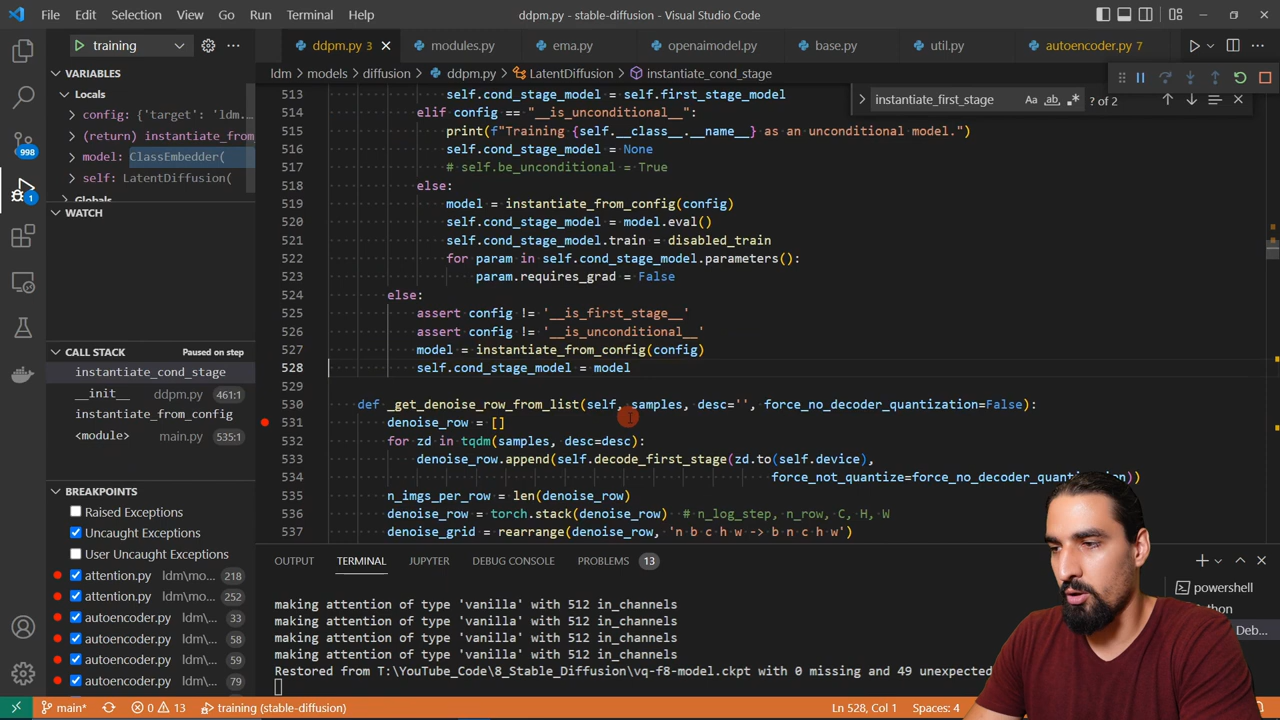 File Edit Selection View Go Run Terminal Help
ddpm.py - stable-diffusion - Visual Studio Code
training
ddpm.py 3
modules.py
ema.py
openaimodel.py
base.py
util.py
autoencoder.py 7
ldm > models > diffusion > ddpm.py > LatentDiffusion > instantiate_cond_stage
instantiate_first_stage
Aa ab .*
? of 2
VARIABLES
Locals
config: {'target': 'ldm.
(return) instantiate_from
model: ClassEmbedder(
self: LatentDiffusion(
Globals
WATCH
998
1
CALL STACK
Paused on step
instantiate_cond_stage
__init__ ddpm.py 461:1
instantiate_from_config
<module> main.py 535:1
BREAKPOINTS
Raised Exceptions
Uncaught Exceptions
User Uncaught Exceptions
attention.py ldm\mo... 218
attention.py ldm\mo... 252
autoencoder.py ldm\... 33
autoencoder.py ldm\... 58
autoencoder.py ldm\... 59
autoencoder.py ldm\... 79
513 self.cond_stage_model = self.first_stage_model
514 elif config == "__is_unconditional__":
515 print(f"Training {self.__class__.__name__} as an unconditional model.")
516 self.cond_stage_model = None
517 # self.be_unconditional = True
518 else:
519 model = instantiate_from_config(config)
520 self.cond_stage_model = model.eval()
521 self.cond_stage_model.train = disabled_train
522 for param in self.cond_stage_model.parameters():
523 param.requires_grad = False
524 else:
525 assert config != '__is_first_stage__'
526 assert config != '__is_unconditional__'
527 model = instantiate_from_config(config)
528 self.cond_stage_model = model
529
530 def _get_denoise_row_from_list(self, samples, desc='', force_no_decoder_quantization=False):
531 denoise_row = []
532 for zd in tqdm(samples, desc=desc):
533 denoise_row.append(self.decode_first_stage(zd.to(self.device),
534 force_not_quantize=force_no_decoder_quantization))
535 n_imgs_per_row = len(denoise_row)
536 denoise_row = torch.stack(denoise_row) # n_log_step, n_row, C, H, W
537 denoise_grid = rearrange(denoise_row, 'n b c h w -> b n c h w')
OUTPUT TERMINAL JUPYTER DEBUG CONSOLE PROBLEMS 13
making attention of type 'vanilla' with 512 in_channels
making attention of type 'vanilla' with 512 in_channels
making attention of type 'vanilla' with 512 in_channels
making attention of type 'vanilla' with 512 in_channels
Restored from T:\YouTube_Code\8_Stable_Diffusion\vq-f8-model.ckpt with 0 missing and 49 unexpected
powershell
Deb...
main*
0 13
training (stable-diffusion)
Ln 528, Col 1
Spaces: 4